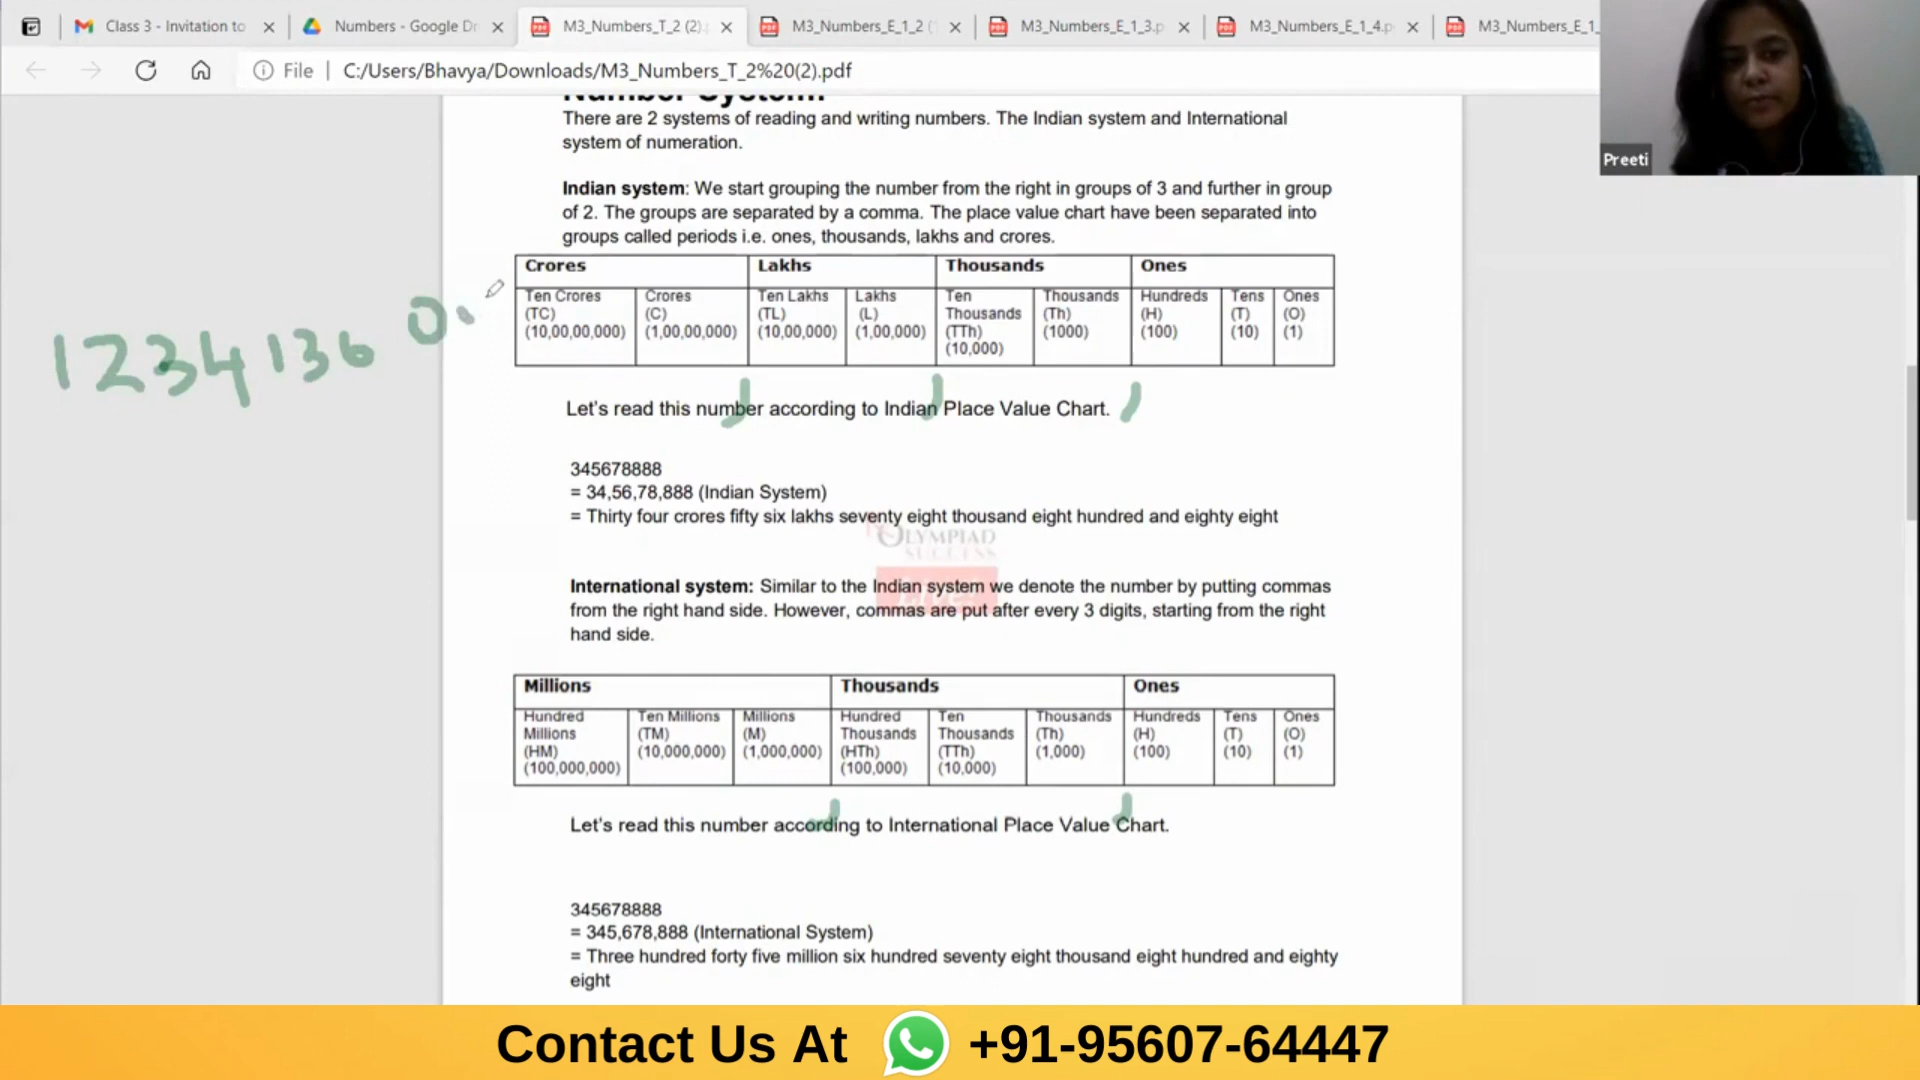 Class 3 - Invitation to
Numbers - Google Dr
M3_Numbers_T_2 (2).
M3_Numbers_E_1_2 (
M3_Numbers_E_1_3.p
M3_Numbers_E_1_4.p
M3_Numbers_E_1_
File | C:/Users/Bhavya/Downloads/M3_Numbers_T_2%20(2).pdf
Preeti
Number System:
There are 2 systems of reading and writing numbers. The Indian system and International
system of numeration.
Indian system: We start grouping the number from the right in groups of 3 and further in group
of 2. The groups are separated by a comma. The place value chart have been separated into
groups called periods i.e. ones, thousands, lakhs and crores.
Crores Lakhs Thousands Ones
Ten Crores (TC) (10,00,00,000) Crores (C) (1,00,00,000) Ten Lakhs (TL) (10,00,000) Lakhs (L) (1,00,000) Ten Thousands (TTh) (10,000) Thousands (Th) (1000) Hundreds (H) (100) Tens (T) (10) Ones (O) (1)
1234136
Let's read this number according to Indian Place Value Chart.
345678888
= 34,56,78,888 (Indian System)
= Thirty four crores fifty six lakhs seventy eight thousand eight hundred and eighty eight
OLYMPIAD
SUCCESS
Live!
International system: Similar to the Indian system we denote the number by putting commas
from the right hand side. However, commas are put after every 3 digits, starting from the right
hand side.
Millions Thousands Ones
Hundred Millions (HM) (100,000,000) Ten Millions (TM) (10,000,000) Millions (M) (1,000,000) Hundred Thousands (HTh) (100,000) Ten Thousands (TTh) (10,000) Thousands (Th) (1,000) Hundreds (H) (100) Tens (T) (10) Ones (O) (1)
Let's read this number according to International Place Value Chart.
345678888
= 345,678,888 (International System)
= Three hundred forty five million six hundred seventy eight thousand eight hundred and eighty
eight
Contact Us At +91-95607-64447